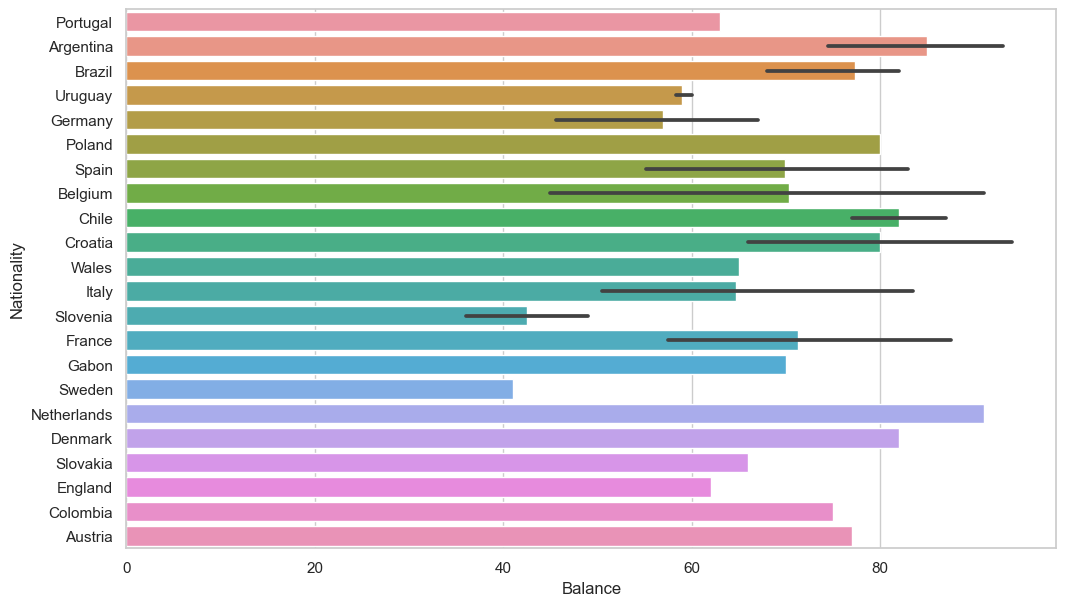 Nationality
Portugal
Argentina
Brazil
Uruguay
Germany
Poland
Spain
Belgium
Chile
Croatia
Wales
Italy
Slovenia
France
Gabon
Sweden
Netherlands
Denmark
Slovakia
England
Colombia
Austria
0 20 40 60 80
Balance